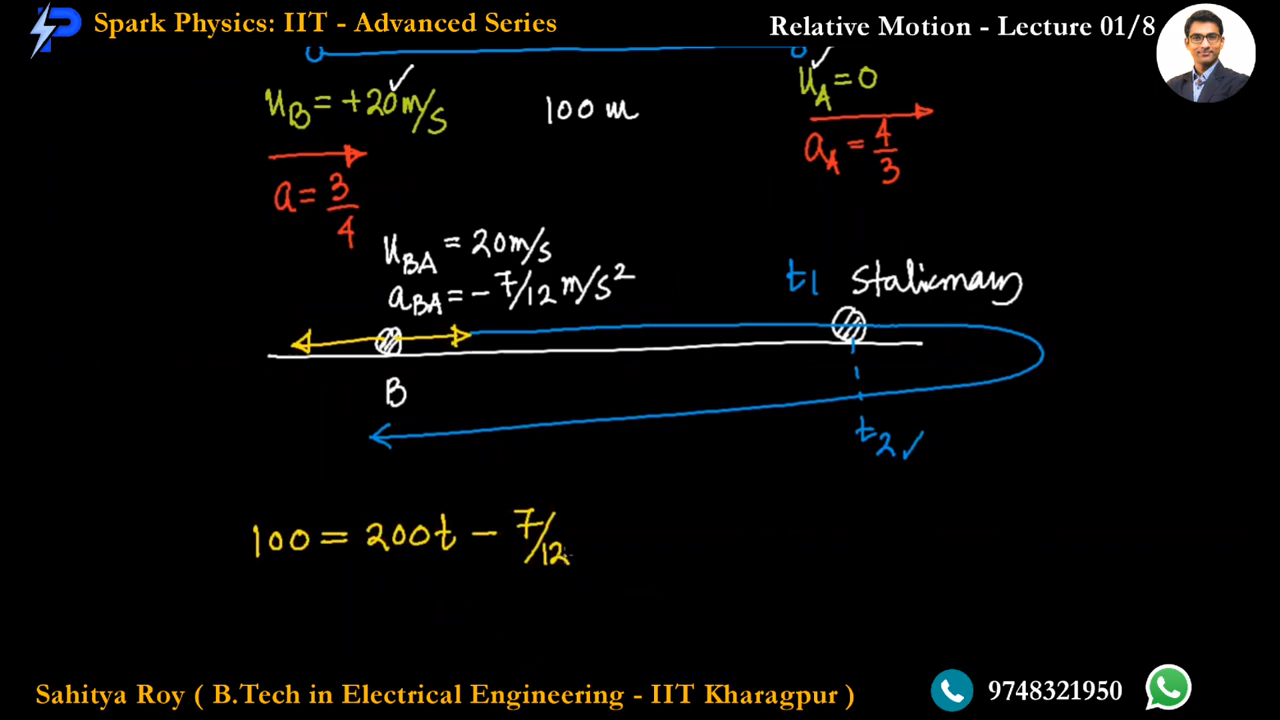 Spark Physics: IIT - Advanced Series
Relative Motion - Lecture 01/8
u_B = +20m/s
100 m
u_A = 0
a = 3/4
a_A = 4/3
u_BA = 20m/s
a_BA = - 7/12 m/s²
t1
Stationary
B
t2 ✓
100 = 200t - 7/12
Sahitya Roy ( B.Tech in Electrical Engineering - IIT Kharagpur )
9748321950